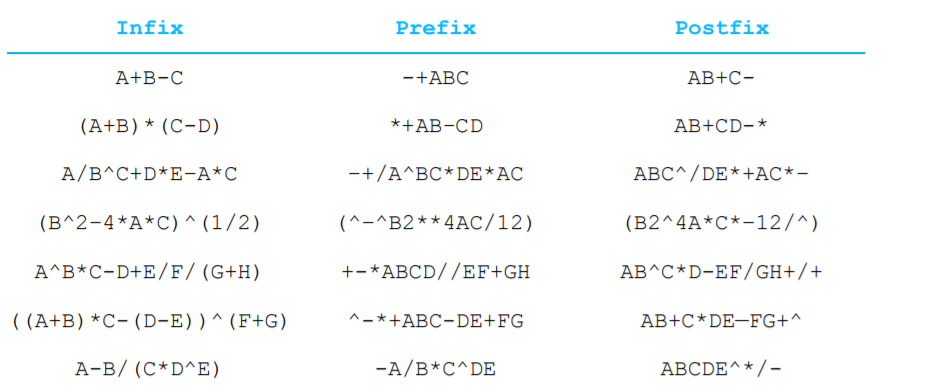 Infix Prefix Postfix
A+B-C -+ABC AB+C-
(A+B)*(C-D) *+AB-CD AB+CD-*
A/B^C+D*E-A*C -+/A^BC*DE*AC ABC^/DE*+AC*-
(B^2-4*A*C)^(1/2) (^-^B2**4AC/12) (B2^4A*C*-12/^)
A^B*C-D+E/F/(G+H) +-*ABCD//EF+GH AB^C*D-EF/GH+/+
((A+B)*C-(D-E))^(F+G) ^-*+ABC-DE+FG AB+C*DE—FG+^
A-B/(C*D^E) -A/B*C^DE ABCDE^*/-